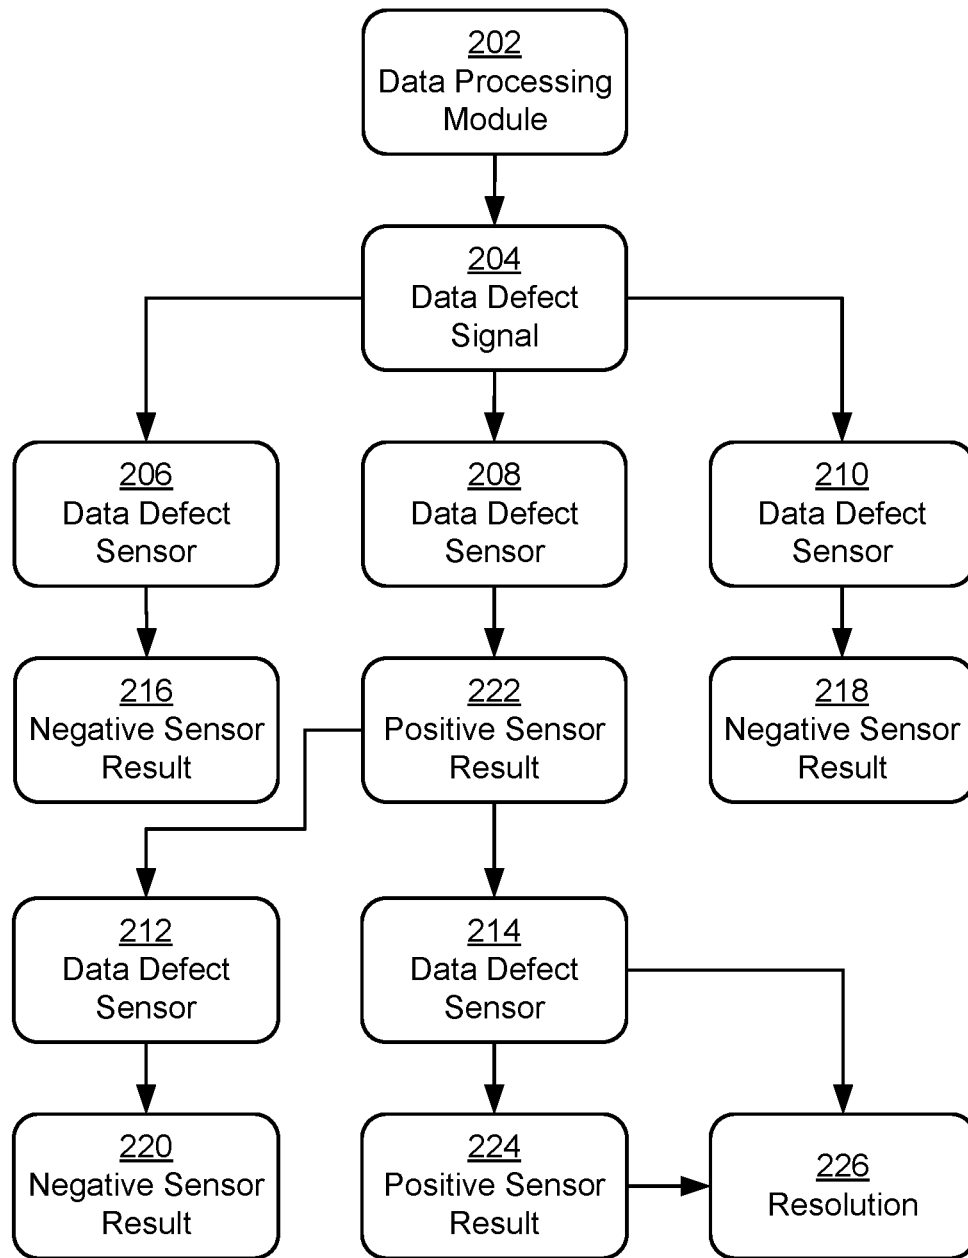 202
Data Processing
Module
204
Data Defect
Signal
206
Data Defect
Sensor
208
Data Defect
Sensor
210
Data Defect
Sensor
216
Negative Sensor
Result
222
Positive Sensor
Result
218
Negative Sensor
Result
212
Data Defect
Sensor
214
Data Defect
Sensor
220
Negative Sensor
Result
224
Positive Sensor
Result
226
Resolution